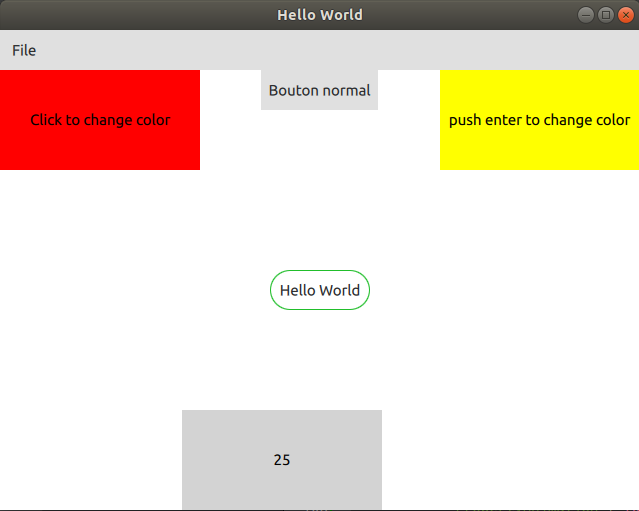 Hello World
File
Click to change color
Bouton normal
push enter to change color
Hello World
25